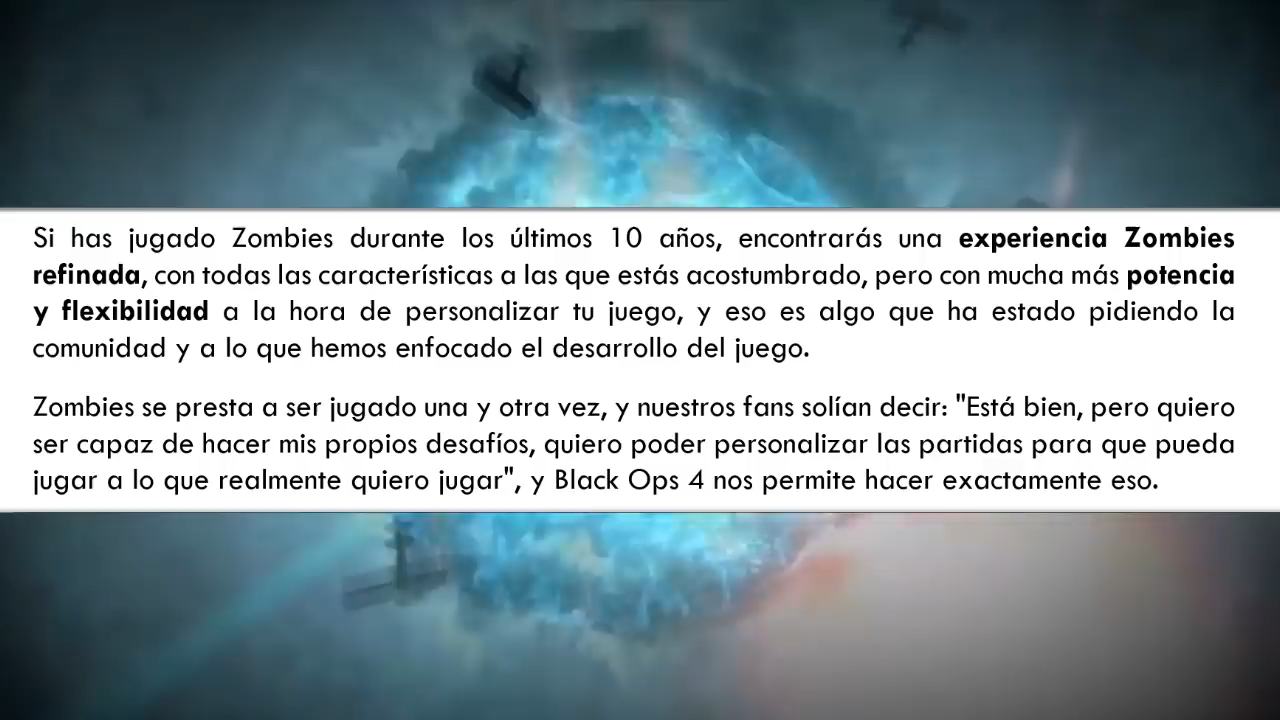 Si has jugado Zombies durante los últimos 10 años, encontrarás una experiencia Zombies
refinada, con todas las características a las que estás acostumbrado, pero con mucha más potencia
y flexibilidad a la hora de personalizar tu juego, y eso es algo que ha estado pidiendo la
comunidad y a lo que hemos enfocado el desarrollo del juego.
Zombies se presta a ser jugado una y otra vez, y nuestros fans solían decir: "Está bien, pero quiero
ser capaz de hacer mis propios desafíos, quiero poder personalizar las partidas para que pueda
jugar a lo que realmente quiero jugar", y Black Ops 4 nos permite hacer exactamente eso.